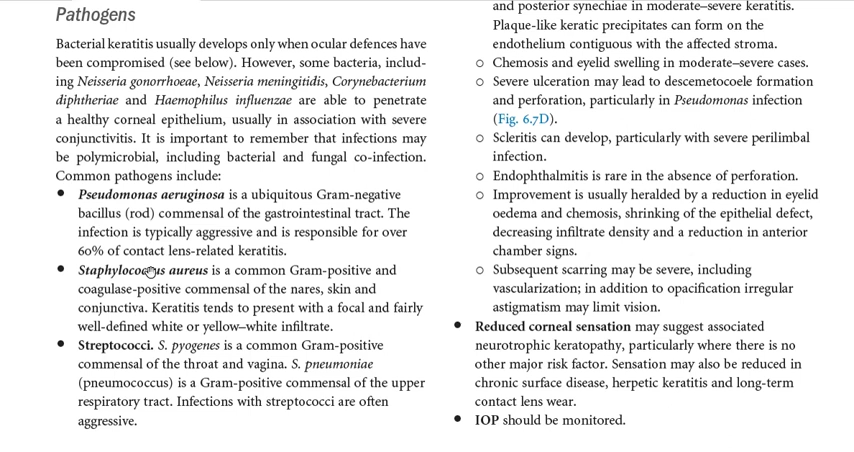 Pathogens
Bacterial keratitis usually develops only when ocular defences have
been compromised (see below). However, some bacteria, includ-
ing Neisseria gonorrhoeae, Neisseria meningitidis, Corynebacterium
diphtheriae and Haemophilus influenzae are able to penetrate
a healthy corneal epithelium, usually in association with severe
conjunctivitis. It is important to remember that infections may
be polymicrobial, including bacterial and fungal co-infection.
Common pathogens include:
• Pseudomonas aeruginosa is a ubiquitous Gram-negative
bacillus (rod) commensal of the gastrointestinal tract. The
infection is typically aggressive and is responsible for over
60% of contact lens-related keratitis.
• Staphylococcus aureus is a common Gram-positive and
coagulase-positive commensal of the nares, skin and
conjunctiva. Keratitis tends to present with a focal and fairly
well-defined white or yellow–white infiltrate.
• Streptococci. S. pyogenes is a common Gram-positive
commensal of the throat and vagina. S. pneumoniae
(pneumococcus) is a Gram-positive commensal of the upper
respiratory tract. Infections with streptococci are often
aggressive.
and posterior synechiae in moderate–severe keratitis.
Plaque-like keratic precipitates can form on the
endothelium contiguous with the affected stroma.
○ Chemosis and eyelid swelling in moderate–severe cases.
○ Severe ulceration may lead to descemetocoele formation
and perforation, particularly in Pseudomonas infection
(Fig. 6.7D).
○ Scleritis can develop, particularly with severe perilimbal
infection.
○ Endophthalmitis is rare in the absence of perforation.
○ Improvement is usually heralded by a reduction in eyelid
oedema and chemosis, shrinking of the epithelial defect,
decreasing infiltrate density and a reduction in anterior
chamber signs.
○ Subsequent scarring may be severe, including
vascularization; in addition to opacification irregular
astigmatism may limit vision.
• Reduced corneal sensation may suggest associated
neurotrophic keratopathy, particularly where there is no
other major risk factor. Sensation may also be reduced in
chronic surface disease, herpetic keratitis and long-term
contact lens wear.
• IOP should be monitored.